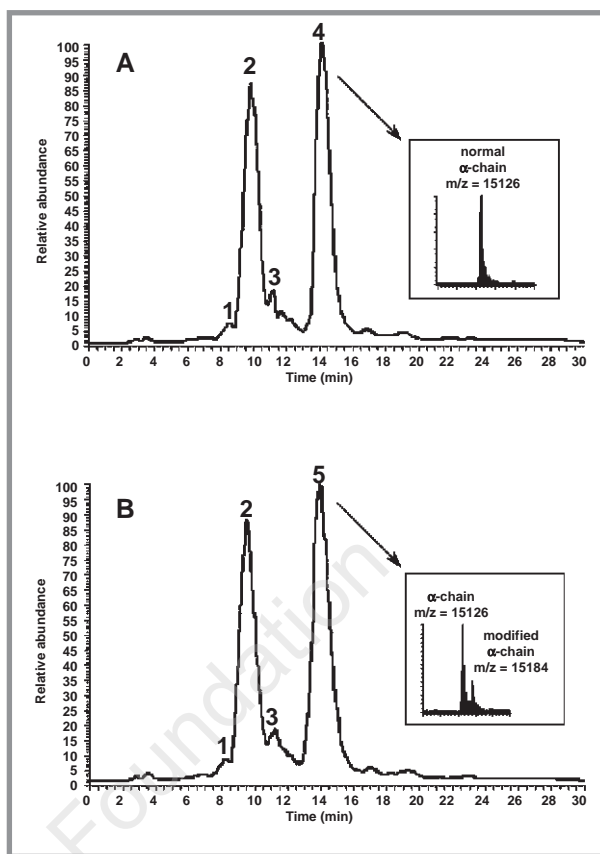 A
Relative abundance
100
95
90
85
80
75
70
65
60
55
50
45
40
35
30
25
20
15
10
5
0
1
2
3
4
normal
α-chain
m/z = 15126
0 2 4 6 8 10 12 14 16 18 20 22 24 26 28 30
Time (min)
B
Relative abundance
100
95
90
85
80
75
70
65
60
55
50
45
40
35
30
25
20
15
10
5
0
1
2
3
5
α-chain
m/z = 15126
modified
α-chain
m/z = 15184
0 2 4 6 8 10 12 14 16 18 20 22 24 26 28 30
Time (min)
Foundation